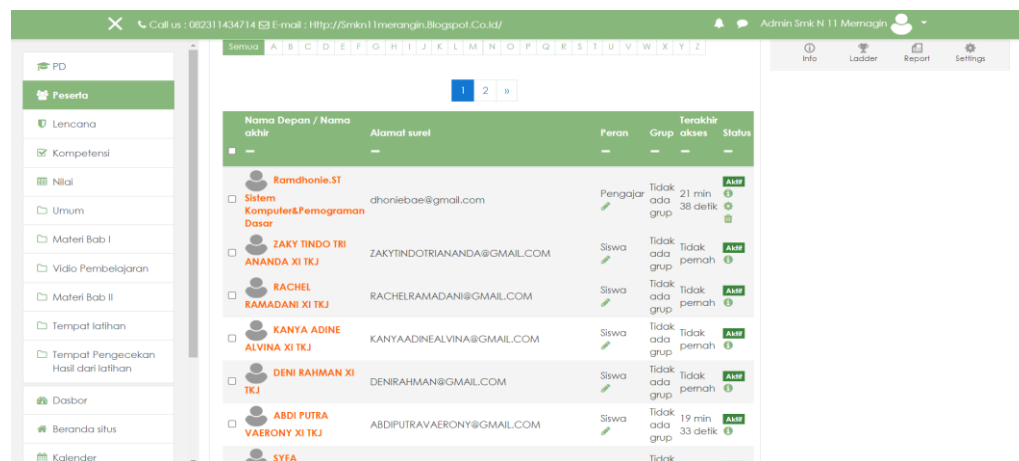 Call us : 082311434714 E-mail : Http://Smkn11merangin.Blogspot.Co.Id/
Admin Smk N 11 Mernagin
PD
Peserta
Lencana
Kompetensi
Nilai
Umum
Materi Bab I
Vidio Pembelajaran
Materi Bab II
Tempat latihan
Tempat Pengecekan
Hasil dari latihan
Dasbor
Beranda situs
Kalender
Semua A B C D E F G H I J K L M N O P Q R S T U V W X Y Z
1 2 »
Nama Depan / Nama
akhir
Alamat surel
Peran
Grup
Terakhir
akses
Status
Ramdhonie.ST
Sistem
Komputer&Pemograman
Dasar
dhoniebae@gmail.com
Pengajar
Tidak
ada
grup
21 min
38 detik
Aktif
ZAKY TINDO TRI
ANANDA XI TKJ
ZAKYTINDOTRIANANDA@GMAIL.COM
Siswa
Tidak
ada
grup
Tidak
pernah
Aktif
RACHEL
RAMADANI XI TKJ
RACHELRAMADANI@GMAIL.COM
Siswa
Tidak
ada
grup
Tidak
pernah
Aktif
KANYA ADINE
ALVINA XI TKJ
KANYAADINEALVINA@GMAIL.COM
Siswa
Tidak
ada
grup
Tidak
pernah
Aktif
DENI RAHMAN XI
TKJ
DENIRAHMAN@GMAIL.COM
Siswa
Tidak
ada
grup
Tidak
pernah
Aktif
ABDI PUTRA
VAERONY XI TKJ
ABDIPUTRAVAERONY@GMAIL.COM
Siswa
Tidak
ada
grup
19 min
33 detik
Aktif
SYFA
Tidak
Info
Ladder
Report
Settings